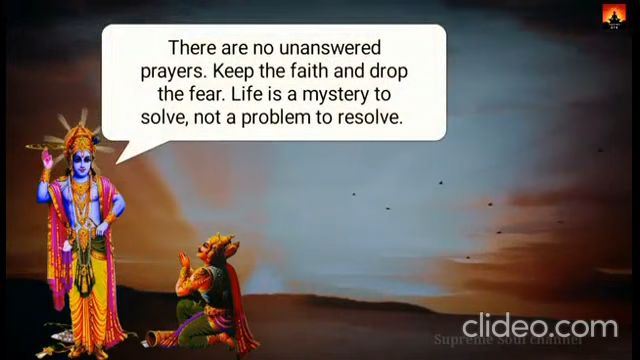 There are no unanswered
prayers. Keep the faith and drop
the fear. Life is a mystery to
solve, not a problem to resolve.
clideo.com
Supreme Soul channel